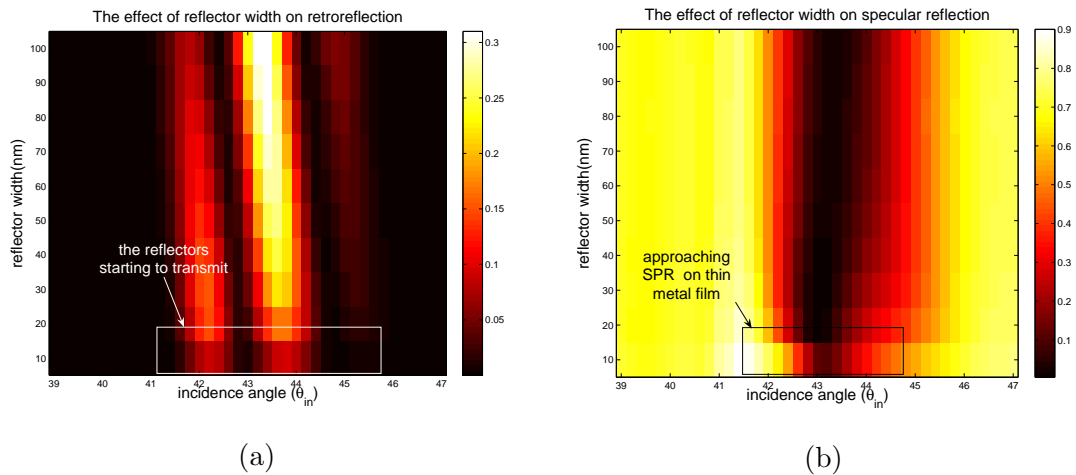 The effect of reflector width on retroreflection
reflector width(nm)
100
90
80
70
60
50
40
30
20
10
the reflectors
starting to transmit
39 40 41 42 43 44 45 46 47
incidence angle (θin)
0.3
0.25
0.2
0.15
0.1
0.05
(a)
The effect of reflector width on specular reflection
reflector width(nm)
100
90
80
70
60
50
40
30
20
10
approaching
SPR on thin
metal film
39 40 41 42 43 44 45 46 47
incidence angle (θin)
0.9
0.8
0.7
0.6
0.5
0.4
0.3
0.2
0.1
(b)